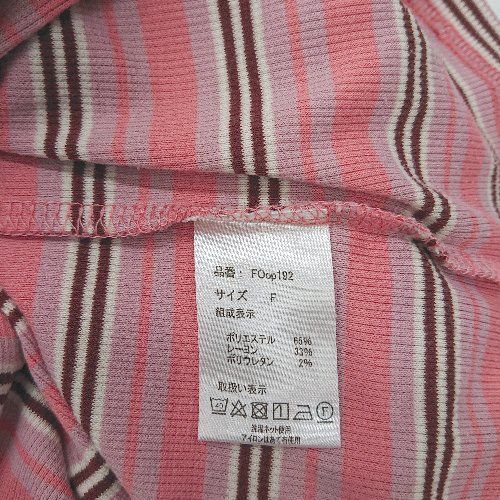 品番： FOop192
サイズ F
組成表示
ポリエステル 65%
レーヨン 33%
ポリウレタン 2%
取扱い表示
洗濯ネット使用
アイロンはあて布使用